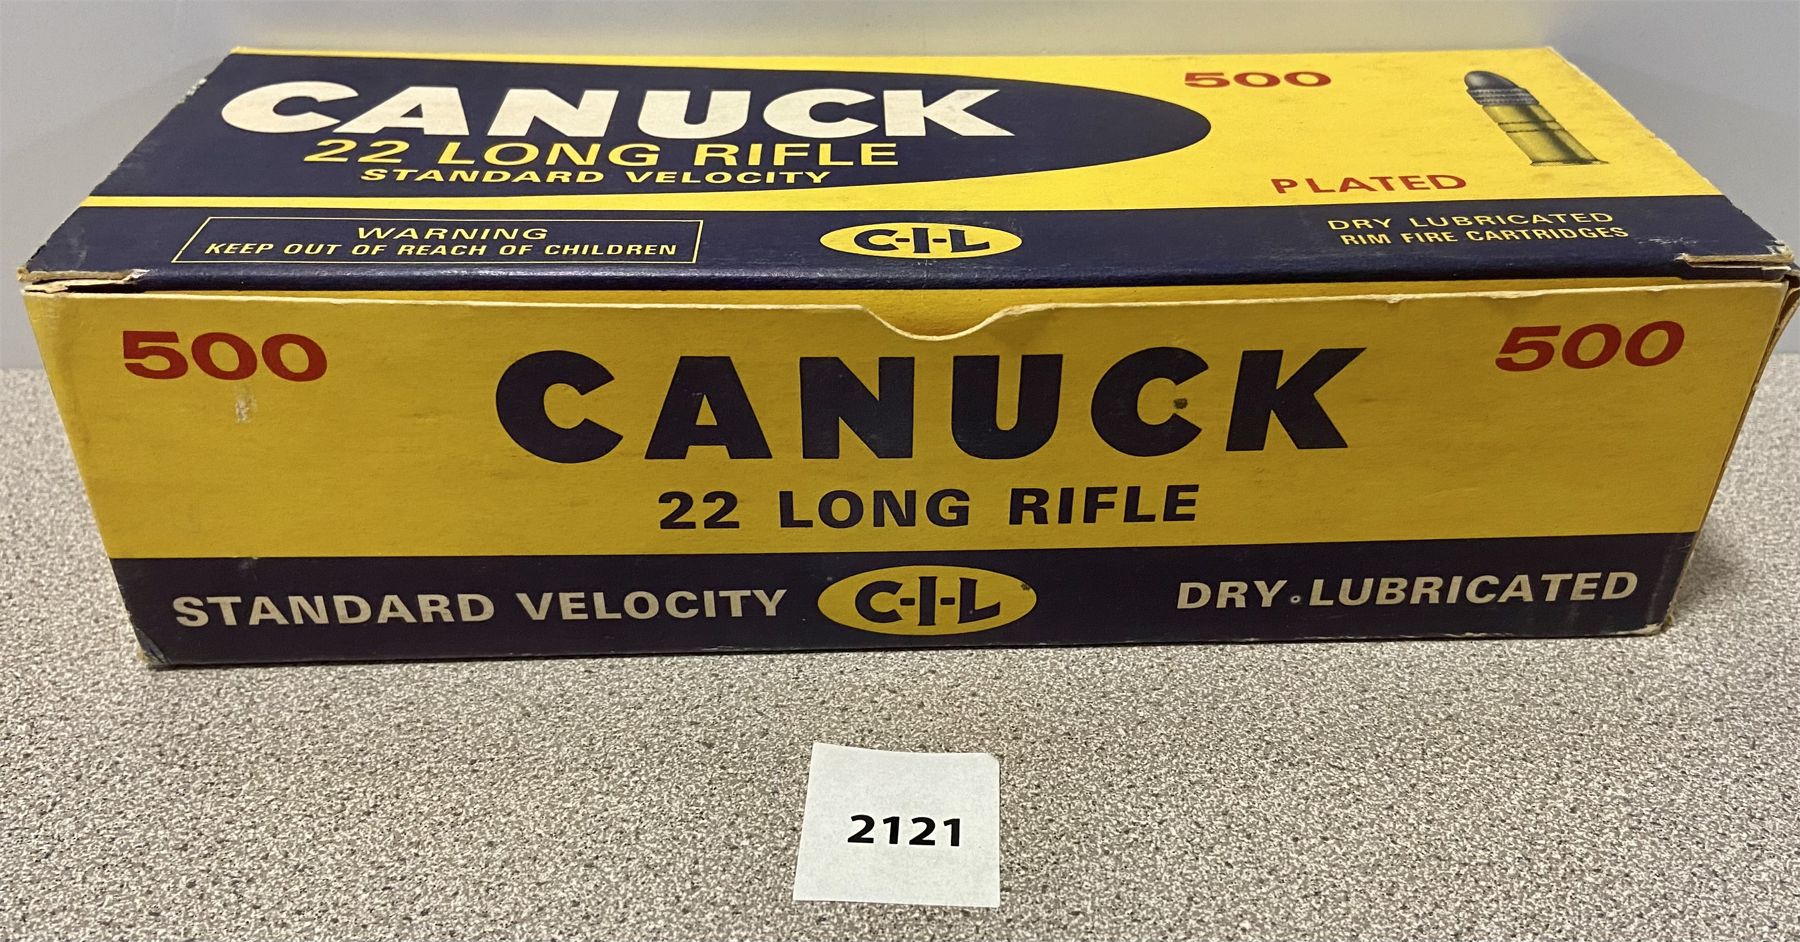 CANUCK
22 LONG RIFLE
STANDARD VELOCITY
500
PLATED
WARNING
KEEP OUT OF REACH OF CHILDREN
C-I-L
DRY LUBRICATED
RIM FIRE CARTRIDGES
500
CANUCK
500
22 LONG RIFLE
STANDARD VELOCITY
C-I-L
DRY LUBRICATED
2121